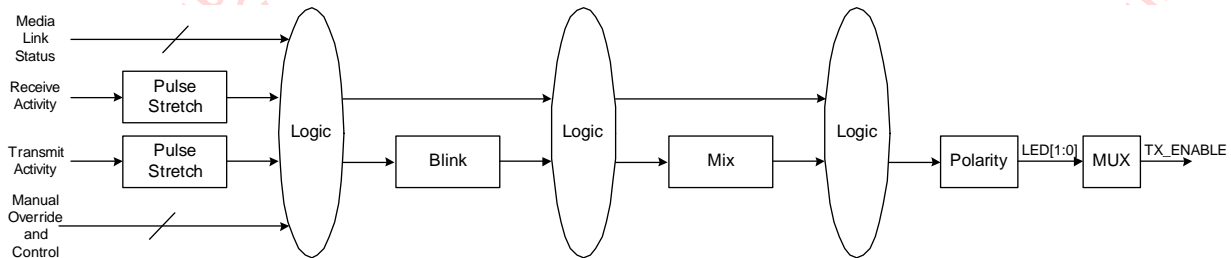 Media
Link
Status
Receive
Activity
Pulse
Stretch
Transmit
Activity
Pulse
Stretch
Manual
Override
and
Control
Logic
Blink
Logic
Mix
Logic
Polarity
LED[1:0]
MUX
TX_ENABLE